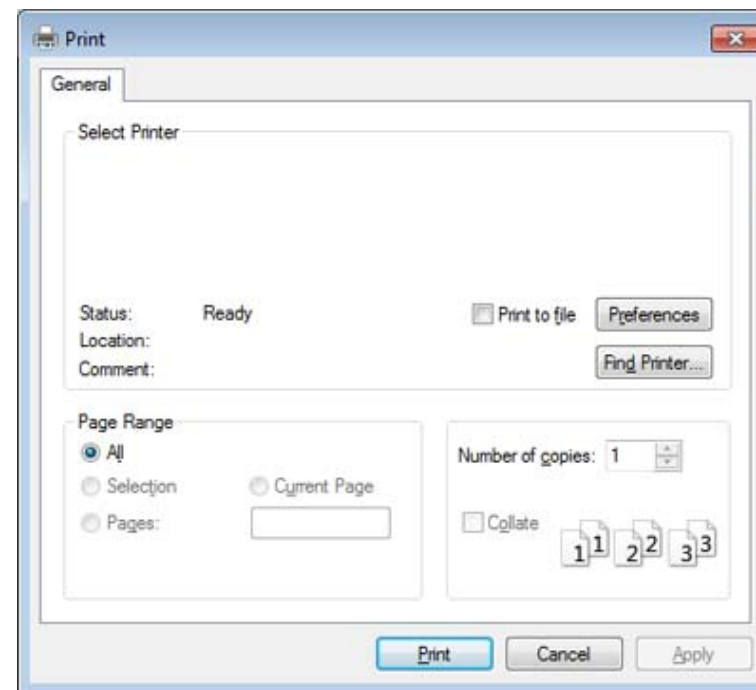 Print
General
Select Printer
Status: Ready
Location:
Comment:
Print to file
Preferences
Find Printer...
Page Range
All
Selection
Current Page
Pages:
Number of copies: 1
Collate
1 1 2 2 3 3
Print
Cancel
Apply